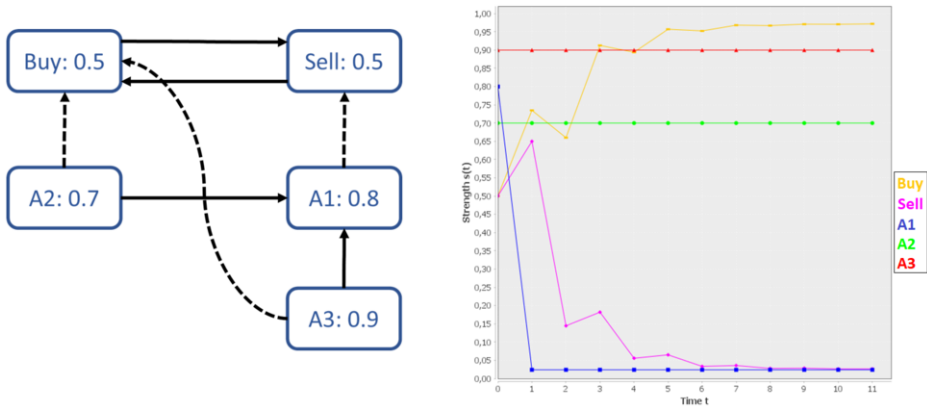 Buy: 0.5
Sell: 0.5
A2: 0.7
A1: 0.8
A3: 0.9
Strength s(t)
1,00
0,95
0,90
0,85
0,80
0,75
0,70
0,65
0,60
0,55
0,50
0,45
0,40
0,35
0,30
0,25
0,20
0,15
0,10
0,05
0,00
0 1 2 3 4 5 6 7 8 9 10 11
Time t
Buy
Sell
A1
A2
A3